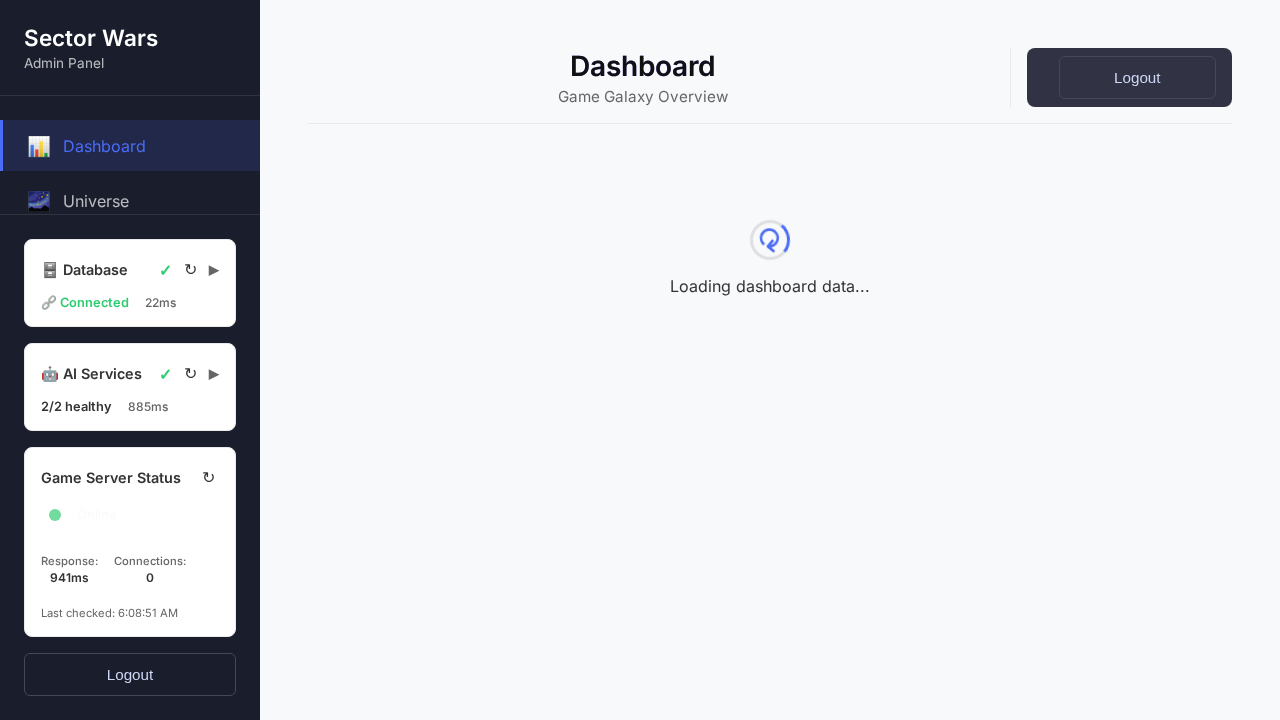 Sector Wars
Admin Panel
Dashboard
Universe
Database ✓ ↻ ▶
Connected 22ms
AI Services ✓ ↻ ▶
2/2 healthy 885ms
Game Server Status ↻
Online
Response: Connections:
941ms 0
Last checked: 6:08:51 AM
Logout
Dashboard
Game Galaxy Overview
Logout
Loading dashboard data...